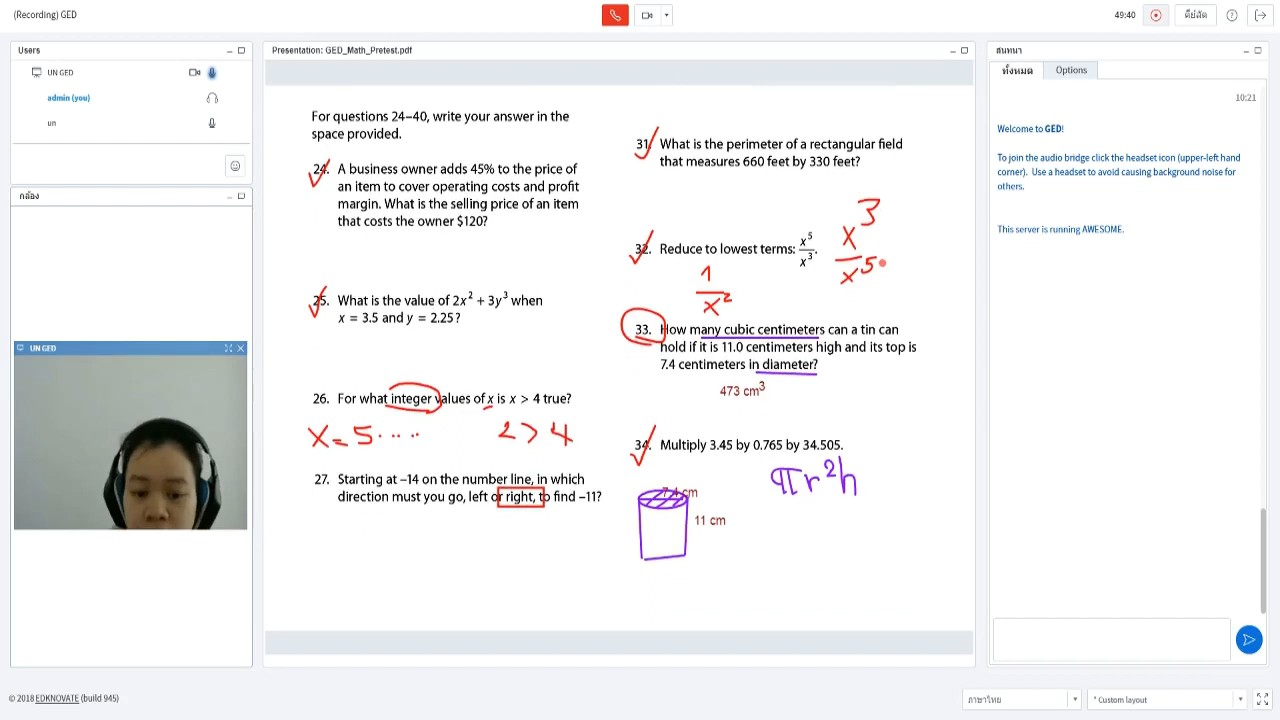 (Recording) GED
49:40
คีย์ลัด
Users
UN GED
admin (you)
un
กล้อง
UN GED
Presentation: GED_Math_Pretest.pdf
For questions 24–40, write your answer in the
space provided.
24. A business owner adds 45% to the price of
an item to cover operating costs and profit
margin. What is the selling price of an item
that costs the owner $120?
25. What is the value of 2x² + 3y³ when
x = 3.5 and y = 2.25?
26. For what integer values of x is x > 4 true?
x = 5.....
2 > 4
27. Starting at –14 on the number line, in which
direction must you go, left or right, to find –11?
31. What is the perimeter of a rectangular field
that measures 660 feet by 330 feet?
32. Reduce to lowest terms: x⁵/x³.
x³/x⁵
1/x²
33. How many cubic centimeters can a tin can
hold if it is 11.0 centimeters high and its top is
7.4 centimeters in diameter?
473 cm³
34. Multiply 3.45 by 0.765 by 34.505.
πr²h
7.4 cm
11 cm
สนทนา
ทั้งหมด
Options
10:21
Welcome to GED!
To join the audio bridge click the headset icon (upper-left hand
corner). Use a headset to avoid causing background noise for
others.
This server is running AWESOME.
© 2018 EDKNOVATE (build 945)
ภาษาไทย
* Custom layout